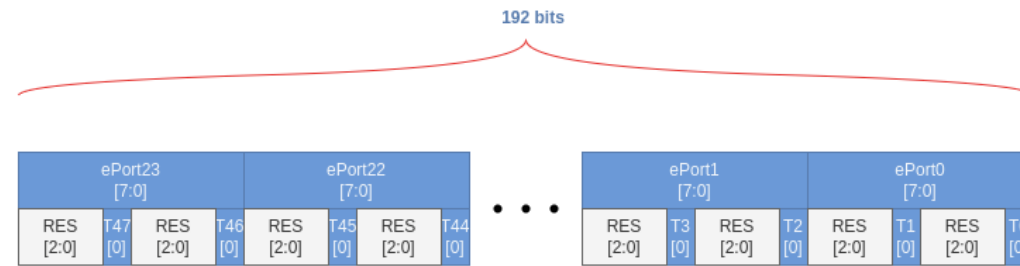 192 bits
ePort23
[7:0]
ePort22
[7:0]
ePort1
[7:0]
ePort0
[7:0]
RES
[2:0]
T47
[0]
RES
[2:0]
T46
[0]
RES
[2:0]
T45
[0]
RES
[2:0]
T44
[0]
RES
[2:0]
T3
[0]
RES
[2:0]
T2
[0]
RES
[2:0]
T1
[0]
RES
[2:0]